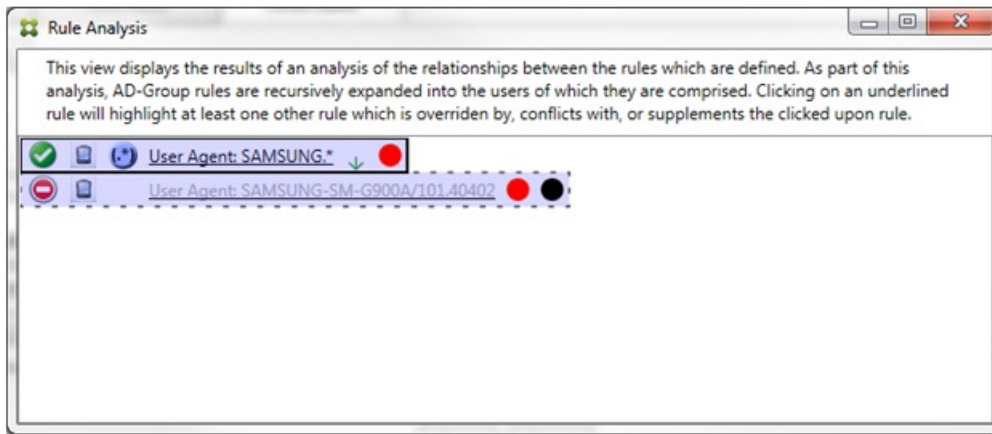 Rule Analysis
This view displays the results of an analysis of the relationships between the rules which are defined. As part of this
analysis, AD-Group rules are recursively expanded into the users of which they are comprised. Clicking on an underlined
rule will highlight at least one other rule which is overriden by, conflicts with, or supplements the clicked upon rule.
(.*) User Agent: SAMSUNG.*
User Agent: SAMSUNG-SM-G900A/101.40402